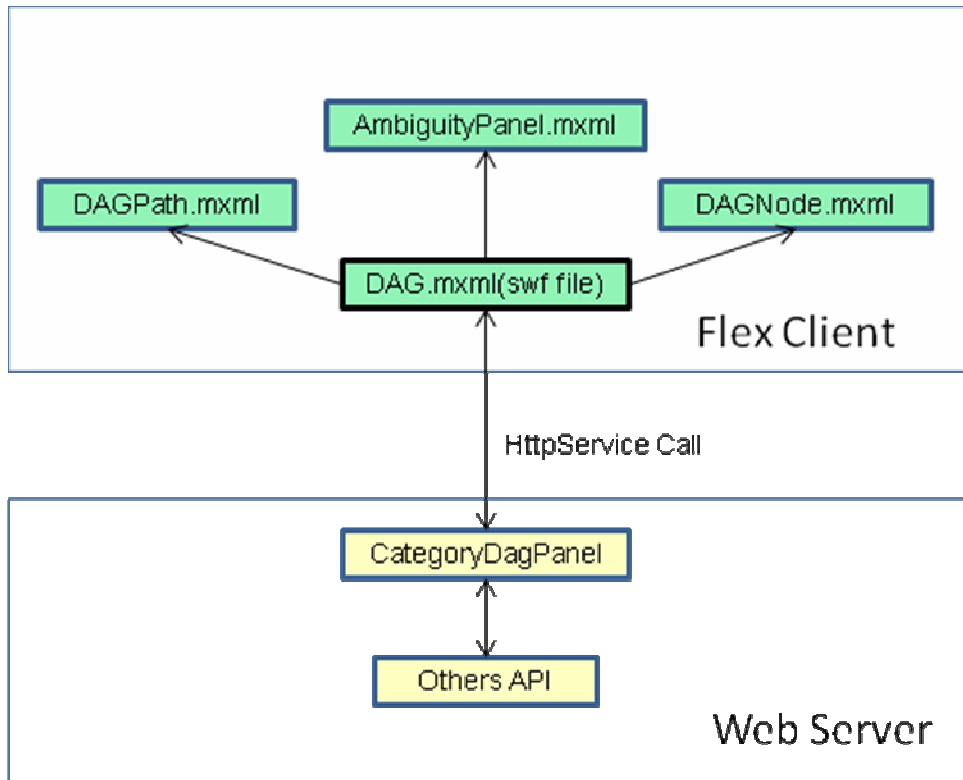 AmbiguityPanel.mxml
DAGPath.mxml
DAGNode.mxml
DAG.mxml(swf file)
Flex Client
HttpService Call
CategoryDagPanel
Others API
Web Server